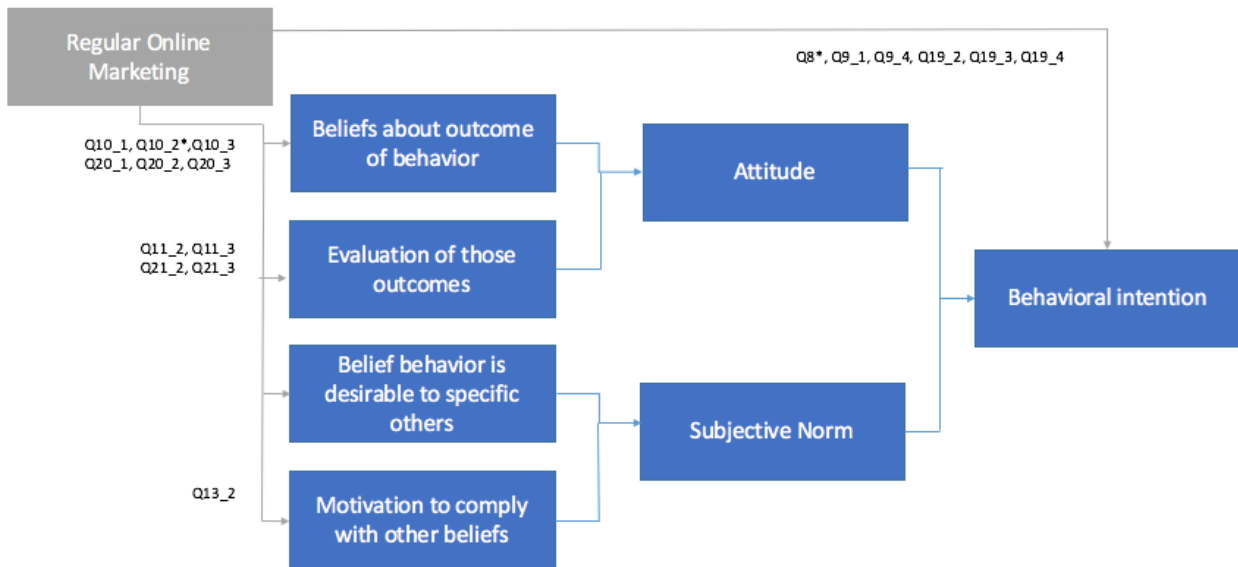 Regular Online
Marketing
Q8*, Q9_1, Q9_4, Q19_2, Q19_3, Q19_4
Q10_1, Q10_2*,Q10_3
Q20_1, Q20_2, Q20_3
Beliefs about outcome
of behavior
Attitude
Q11_2, Q11_3
Q21_2, Q21_3
Evaluation of those
outcomes
Behavioral intention
Belief behavior is
desirable to specific
others
Subjective Norm
Q13_2
Motivation to comply
with other beliefs